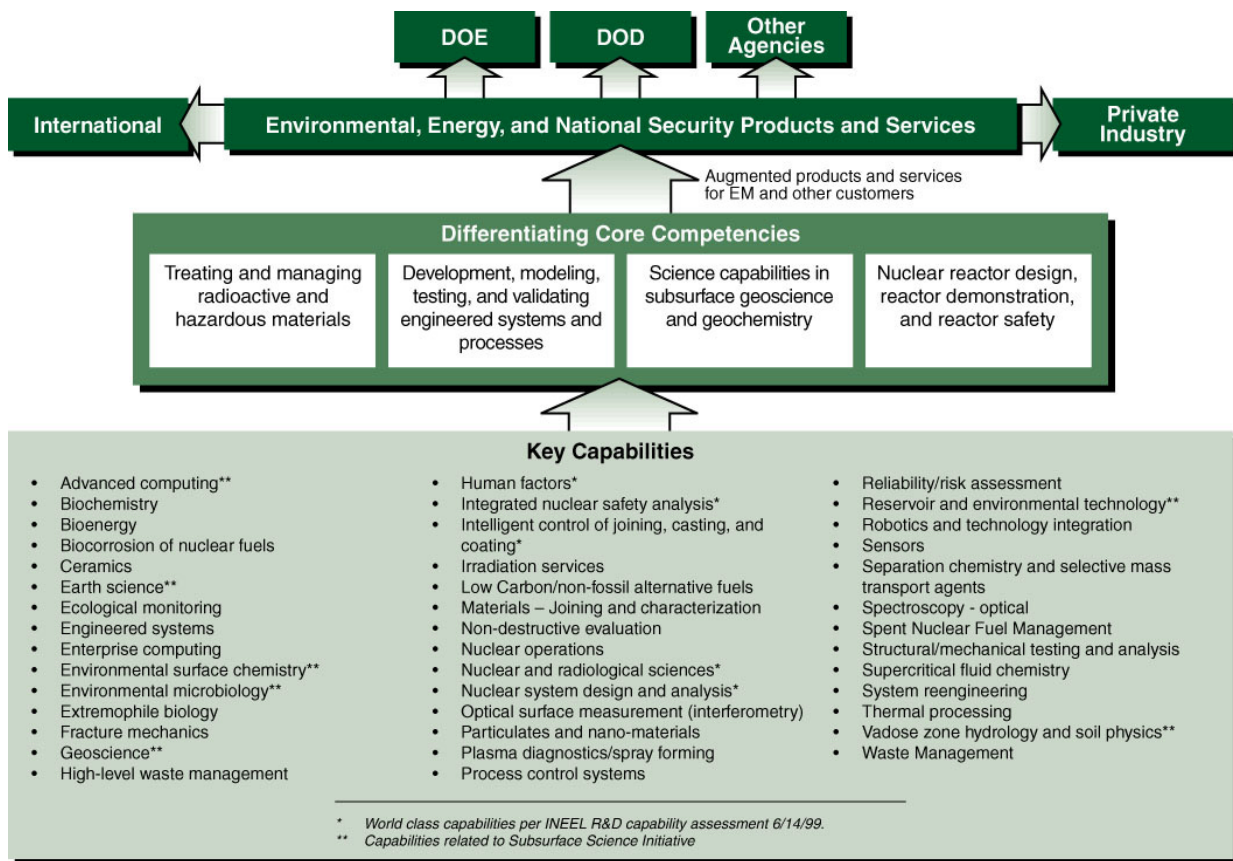 DOE
DOD
Other
Agencies
International
Environmental, Energy, and National Security Products and Services
Private
Industry
Augmented products and services
for EM and other customers
Differentiating Core Competencies
Treating and managing
radioactive and
hazardous materials
Development, modeling,
testing, and validating
engineered systems and
processes
Science capabilities in
subsurface geoscience
and geochemistry
Nuclear reactor design,
reactor demonstration,
and reactor safety
Key Capabilities
• Advanced computing**
• Biochemistry
• Bioenergy
• Biocorrosion of nuclear fuels
• Ceramics
• Earth science**
• Ecological monitoring
• Engineered systems
• Enterprise computing
• Environmental surface chemistry**
• Environmental microbiology**
• Extremophile biology
• Fracture mechanics
• Geoscience**
• High-level waste management
• Human factors*
• Integrated nuclear safety analysis*
• Intelligent control of joining, casting, and
coating*
• Irradiation services
• Low Carbon/non-fossil alternative fuels
• Materials – Joining and characterization
• Non-destructive evaluation
• Nuclear operations
• Nuclear and radiological sciences*
• Nuclear system design and analysis*
• Optical surface measurement (interferometry)
• Particulates and nano-materials
• Plasma diagnostics/spray forming
• Process control systems
• Reliability/risk assessment
• Reservoir and environmental technology**
• Robotics and technology integration
• Sensors
• Separation chemistry and selective mass
transport agents
• Spectroscopy - optical
• Spent Nuclear Fuel Management
• Structural/mechanical testing and analysis
• Supercritical fluid chemistry
• System reengineering
• Thermal processing
• Vadose zone hydrology and soil physics**
• Waste Management
* World class capabilities per INEEL R&D capability assessment 6/14/99.
** Capabilities related to Subsurface Science Initiative